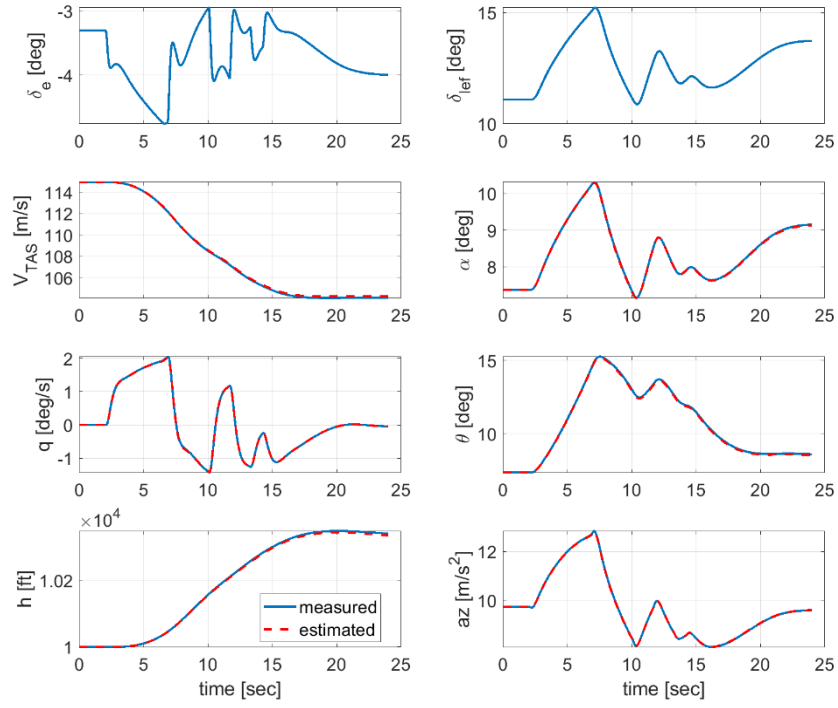 δe [deg]
-3
-4
0 5 10 15 20 25
δlef [deg]
15
10
0 5 10 15 20 25
VTAS [m/s]
114
112
110
108
106
0 5 10 15 20 25
α [deg]
10
9
8
0 5 10 15 20 25
q [deg/s]
2
1
0
-1
0 5 10 15 20 25
θ [deg]
15
10
0 5 10 15 20 25
×10⁴
h [ft]
1.02
1
measured
estimated
0 5 10 15 20 25
time [sec]
az [m/s²]
12
10
0 5 10 15 20 25
time [sec]